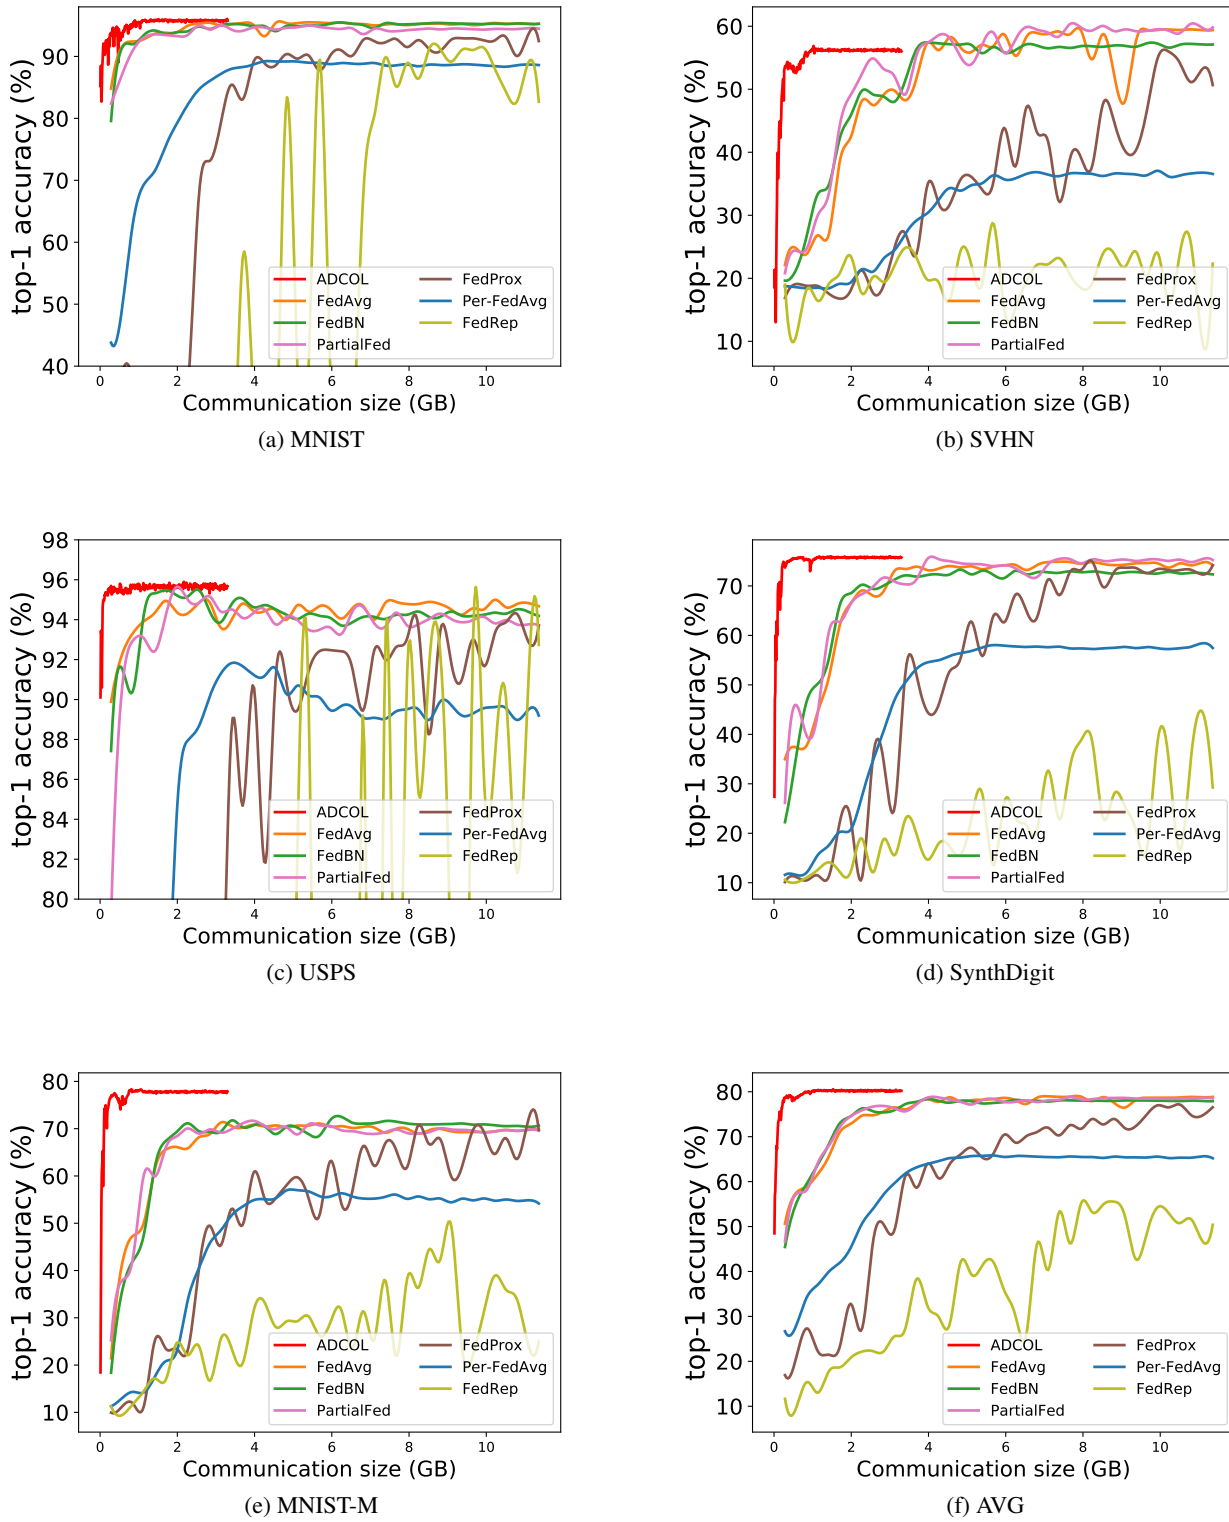 top-1 accuracy (%)
90
80
70
60
50
40
0 2 4 6 8 10
Communication size (GB)
ADCOL
FedAvg
FedBN
PartialFed
FedProx
Per-FedAvg
FedRep
(a) MNIST
top-1 accuracy (%)
60
50
40
30
20
10
0 2 4 6 8 10
Communication size (GB)
ADCOL
FedAvg
FedBN
PartialFed
FedProx
Per-FedAvg
FedRep
(b) SVHN
top-1 accuracy (%)
98
96
94
92
90
88
86
84
82
80
0 2 4 6 8 10
Communication size (GB)
ADCOL
FedAvg
FedBN
PartialFed
FedProx
Per-FedAvg
FedRep
(c) USPS
top-1 accuracy (%)
70
60
50
40
30
20
10
0 2 4 6 8 10
Communication size (GB)
ADCOL
FedAvg
FedBN
PartialFed
FedProx
Per-FedAvg
FedRep
(d) SynthDigit
top-1 accuracy (%)
80
70
60
50
40
30
20
10
0 2 4 6 8 10
Communication size (GB)
ADCOL
FedAvg
FedBN
PartialFed
FedProx
Per-FedAvg
FedRep
(e) MNIST-M
top-1 accuracy (%)
80
70
60
50
40
30
20
10
0 2 4 6 8 10
Communication size (GB)
ADCOL
FedAvg
FedBN
PartialFed
FedProx
Per-FedAvg
FedRep
(f) AVG